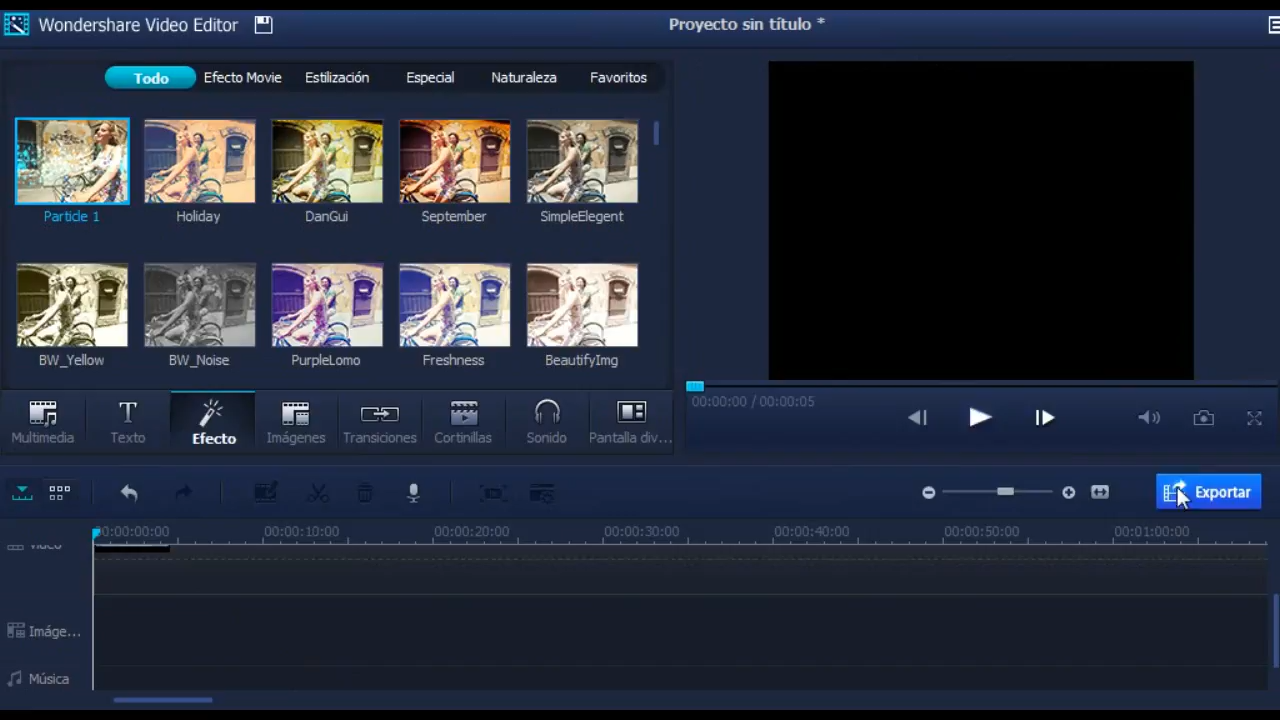 Wondershare Video Editor
Proyecto sin título *
Todo Efecto Movie Estilización Especial Naturaleza Favoritos
Particle 1 Holiday DanGui September SimpleElegent
BW_Yellow BW_Noise PurpleLomo Freshness BeautifyImg
00:00:00 / 00:00:05
Multimedia Texto Efecto Imágenes Transiciones Cortinillas Sonido Pantalla div...
Exportar
00:00:00:00 00:00:10:00 00:00:20:00 00:00:30:00 00:00:40:00 00:00:50:00 00:01:00:00
Video
Imáge...
Música